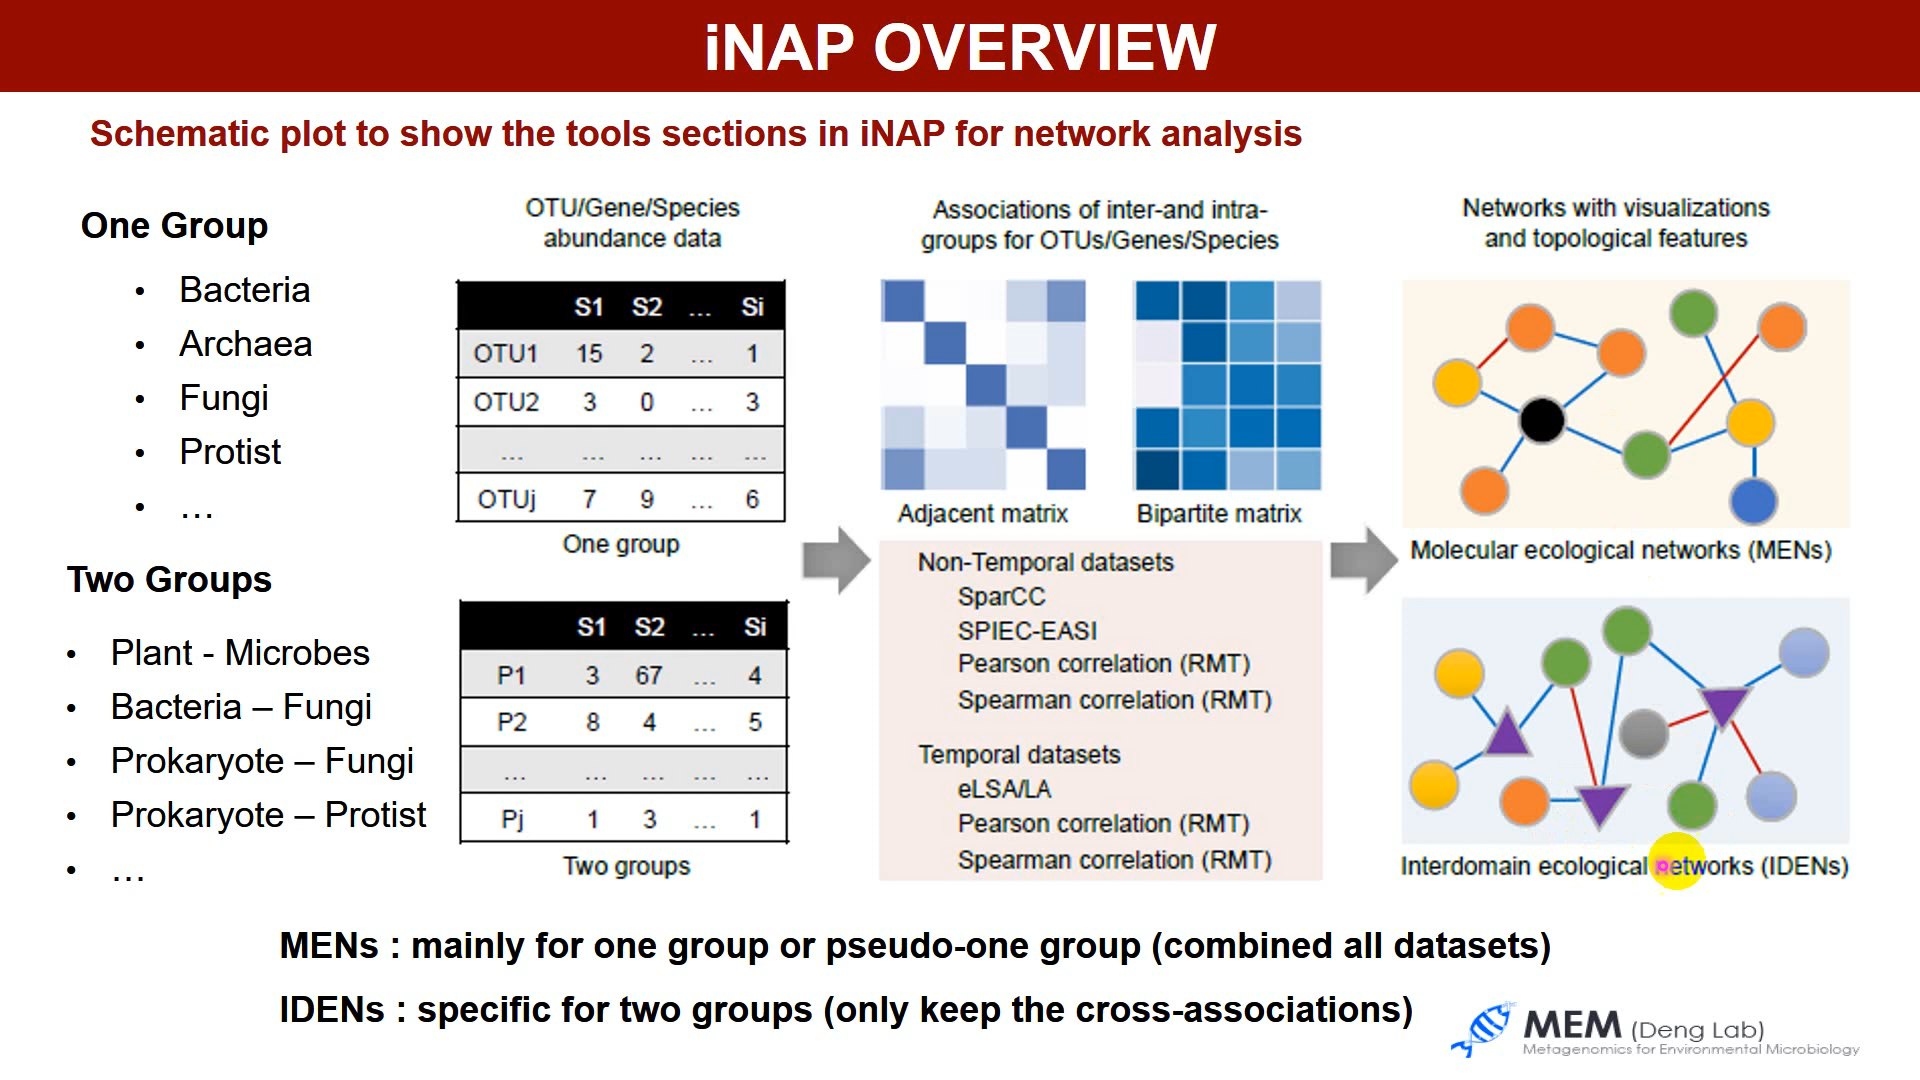 iNAP OVERVIEW
Schematic plot to show the tools sections in iNAP for network analysis
One Group
• Bacteria
• Archaea
• Fungi
• Protist
• …
Two Groups
• Plant - Microbes
• Bacteria – Fungi
• Prokaryote – Fungi
• Prokaryote – Protist
• …
OTU/Gene/Species
abundance data
S1 S2 … Si
OTU1 15 2 … 1
OTU2 3 0 … 3
… … … … …
OTUj 7 9 … 6
One group
S1 S2 … Si
P1 3 67 … 4
P2 8 4 … 5
… … … … …
Pj 1 3 … 1
Two groups
Associations of inter-and intra-
groups for OTUs/Genes/Species
Adjacent matrix
Bipartite matrix
Non-Temporal datasets
SparCC
SPIEC-EASI
Pearson correlation (RMT)
Spearman correlation (RMT)
Temporal datasets
eLSA/LA
Pearson correlation (RMT)
Spearman correlation (RMT)
Networks with visualizations
and topological features
Molecular ecological networks (MENs)
Interdomain ecological networks (IDENs)
MENs : mainly for one group or pseudo-one group (combined all datasets)
IDENs : specific for two groups (only keep the cross-associations)
MEM (Deng Lab)
Metagenomics for Environmental Microbiology